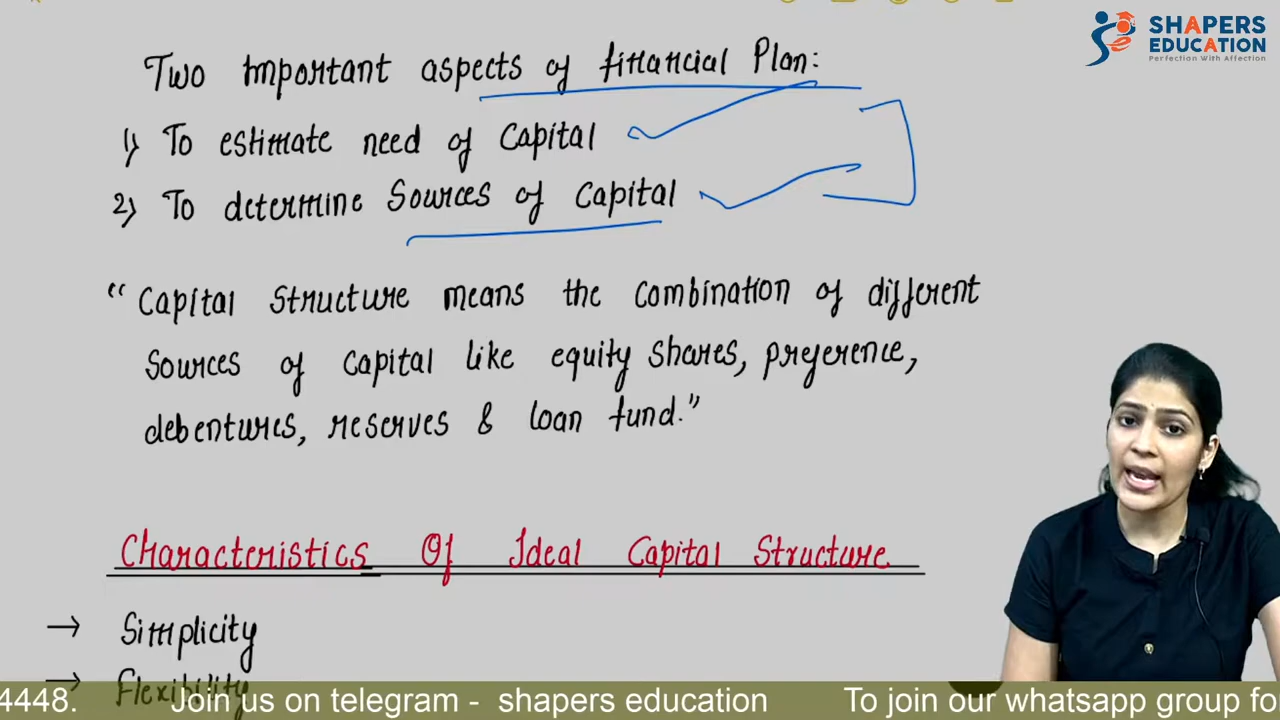 SHAPERS
EDUCATION
Perfection With Affection
Two Important aspects of financial Plan:
1) To estimate need of Capital
2) To determine Sources of Capital
“ Capital Structure means the combination of different
Sources of capital like equity shares, preference,
debentures, reserves & loan fund.”
Characteristics Of Ideal Capital Structure
→ Simplicity
→ Flexibility
4448. Join us on telegram - shapers education To join our whatsapp group fo